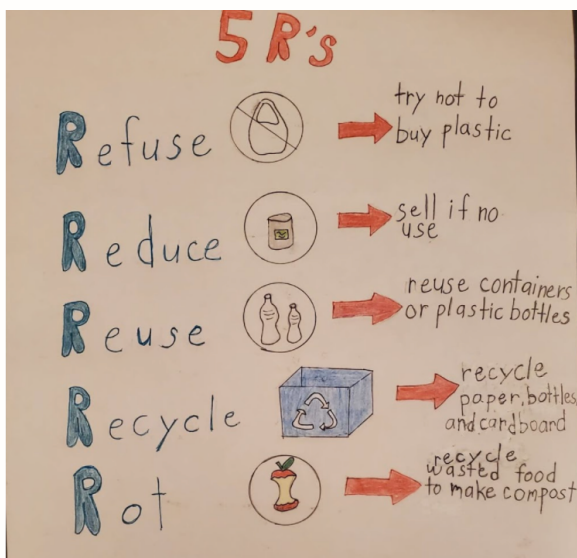 5 R's
Refuse
try not to
buy plastic
Reduce
sell if no
use
Reuse
reuse containers
or plastic bottles
Recycle
recycle
paper, bottles,
and cardboard
Rot
recycle
wasted food
to make compost